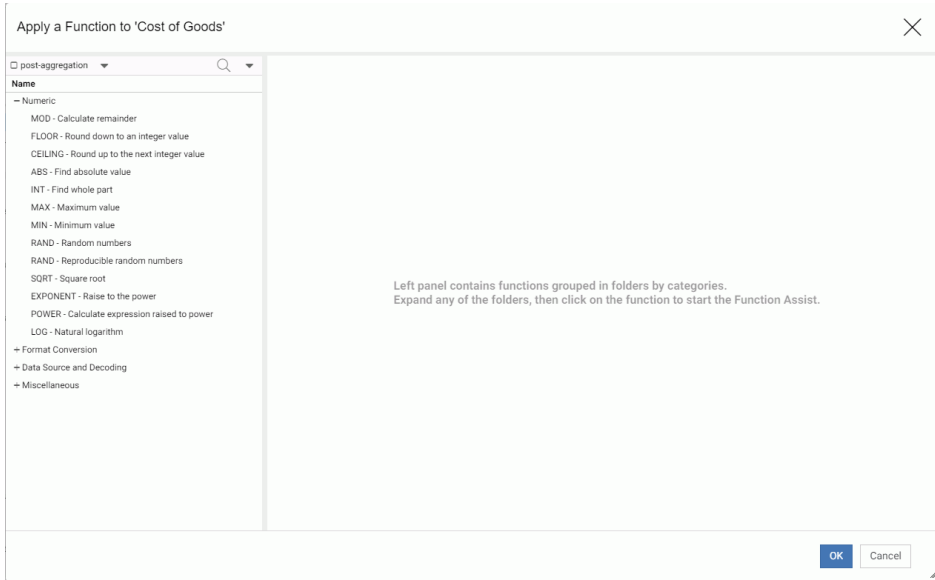 Apply a Function to 'Cost of Goods'
post-aggregation
Name
Numeric
MOD - Calculate remainder
FLOOR - Round down to an integer value
CEILING - Round up to the next integer value
ABS - Find absolute value
INT - Find whole part
MAX - Maximum value
MIN - Minimum value
RAND - Random numbers
RAND - Reproducible random numbers
SQRT - Square root
EXPONENT - Raise to the power
POWER - Calculate expression raised to power
LOG - Natural logarithm
Format Conversion
Data Source and Decoding
Miscellaneous
Left panel contains functions grouped in folders by categories.
Expand any of the folders, then click on the function to start the Function Assist.
OK Cancel